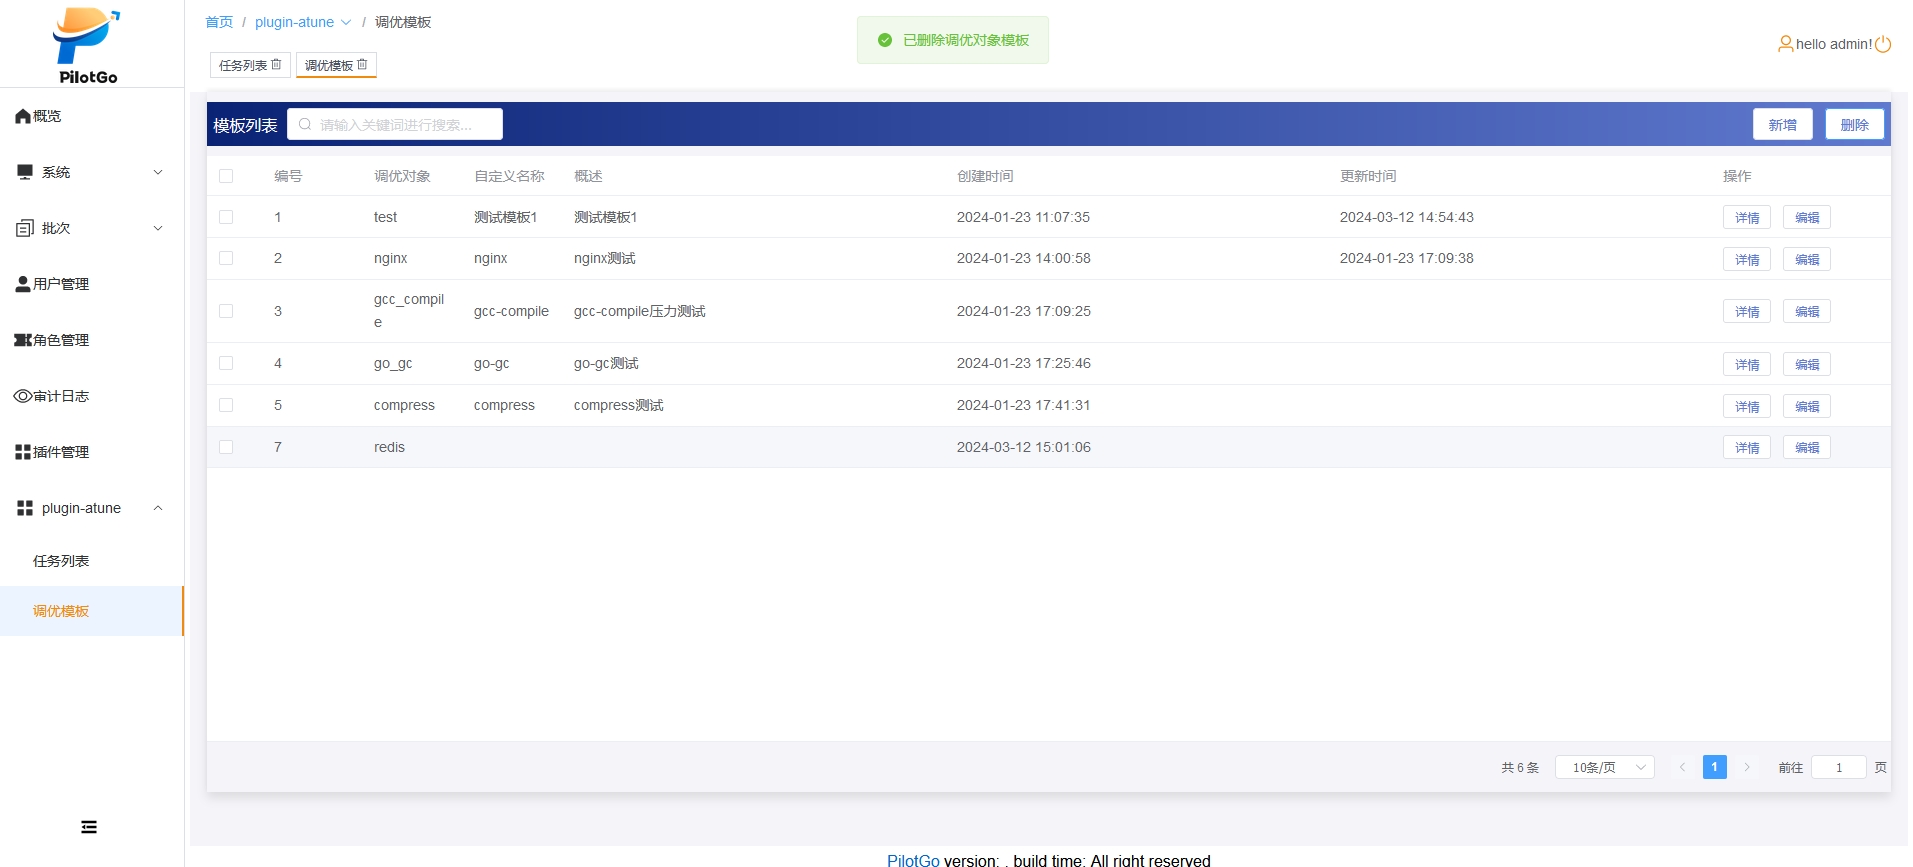 PilotGo
首页 / plugin-atune / 调优模板
已删除调优对象模板
hello admin!
任务列表 调优模板
概览
系统
批次
用户管理
角色管理
审计日志
插件管理
plugin-atune
任务列表
调优模板
模板列表 请输入关键词进行搜索... 新增 删除
编号 调优对象 自定义名称 概述 创建时间 更新时间 操作
1 test 测试模板1 测试模板1 2024-01-23 11:07:35 2024-03-12 14:54:43 详情 编辑
2 nginx nginx nginx测试 2024-01-23 14:00:58 2024-01-23 17:09:38 详情 编辑
3 gcc_compil
e gcc-compile gcc-compile压力测试 2024-01-23 17:09:25 详情 编辑
4 go_gc go-gc go-gc测试 2024-01-23 17:25:46 详情 编辑
5 compress compress compress测试 2024-01-23 17:41:31 详情 编辑
7 redis 2024-03-12 15:01:06 详情 编辑
共 6 条 10条/页 1 前往 1 页
PilotGo version: , build time: All right reserved